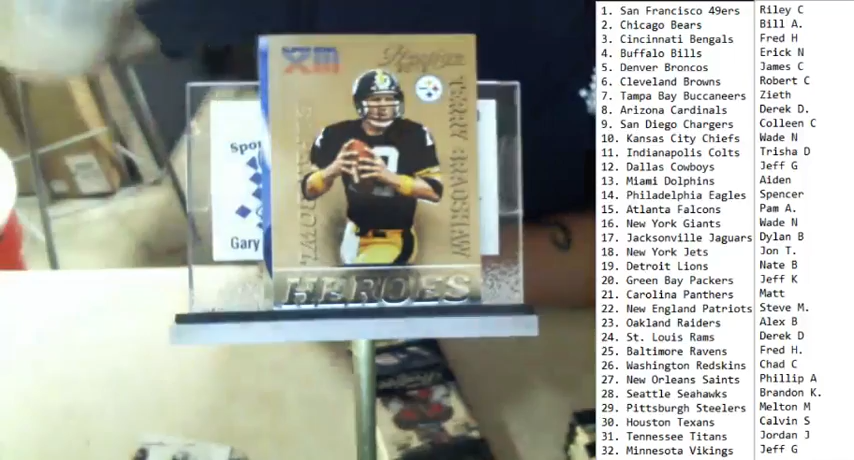 XIII
TERRY BRADSHAW
HEROES
Spo
Gary
1. San Francisco 49ers Riley C
2. Chicago Bears Bill A.
3. Cincinnati Bengals Fred H
4. Buffalo Bills Erick N
5. Denver Broncos James C
6. Cleveland Browns Robert C
7. Tampa Bay Buccaneers Zieth
8. Arizona Cardinals Derek D.
9. San Diego Chargers Colleen C
10. Kansas City Chiefs Wade N
11. Indianapolis Colts Trisha D
12. Dallas Cowboys Jeff G
13. Miami Dolphins Aiden
14. Philadelphia Eagles Spencer
15. Atlanta Falcons Pam A.
16. New York Giants Wade N
17. Jacksonville Jaguars Dylan B
18. New York Jets Jon T.
19. Detroit Lions Nate B
20. Green Bay Packers Jeff K
21. Carolina Panthers Matt
22. New England Patriots Steve M.
23. Oakland Raiders Alex B
24. St. Louis Rams Derek D
25. Baltimore Ravens Fred H.
26. Washington Redskins Chad C
27. New Orleans Saints Phillip A
28. Seattle Seahawks Brandon K.
29. Pittsburgh Steelers Melton M
30. Houston Texans Calvin S
31. Tennessee Titans Jordan J
32. Minnesota Vikings Jeff G